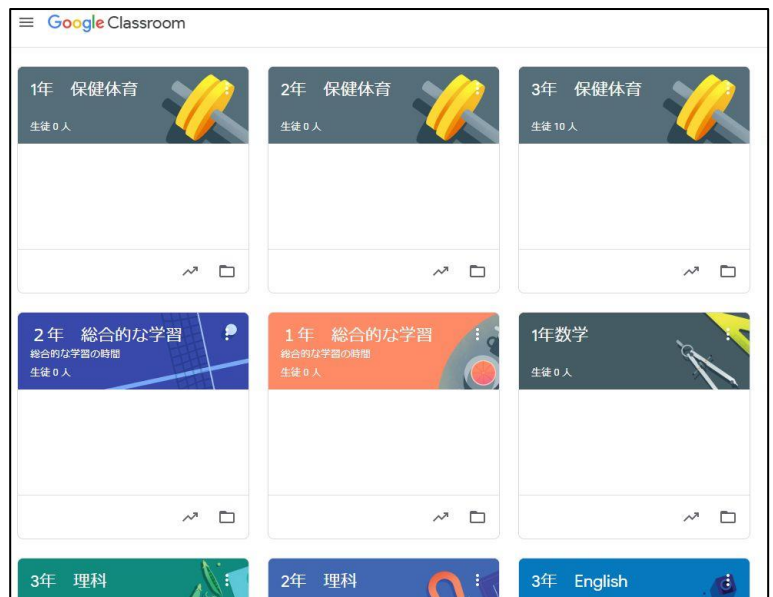 Google Classroom
1年　保健体育
生徒 0 人
2年　保健体育
生徒 0 人
3年　保健体育
生徒 10 人
２年　総合的な学習
総合的な学習の時間
生徒 0 人
１年　総合的な学習
総合的な学習の時間
生徒 0 人
1年数学
生徒 0 人
3年　理科
2年　理科
3年　English